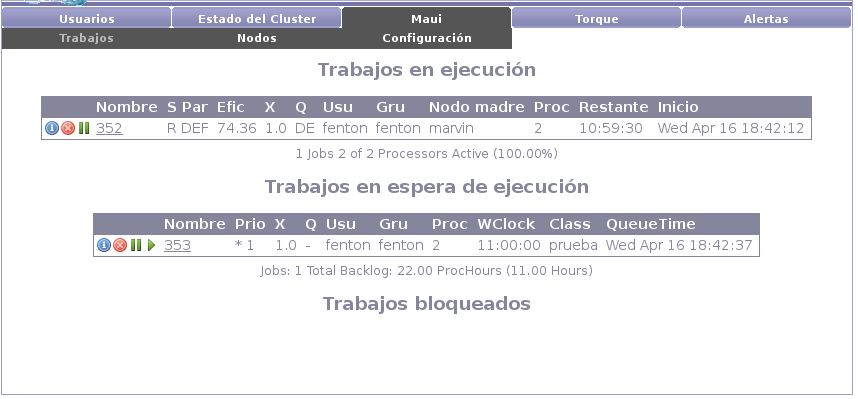 Usuarios Estado del Cluster Maui Torque Alertas
Trabajos Nodos Configuración
Trabajos en ejecución
Nombre S Par Efic X Q Usu Gru Nodo madre Proc Restante Inicio
352 R DEF 74.36 1.0 DE fenton fenton marvin 2 10:59:30 Wed Apr 16 18:42:12
1 Jobs 2 of 2 Processors Active (100.00%)
Trabajos en espera de ejecución
Nombre Prio X Q Usu Gru Proc WClock Class QueueTime
353 * 1 1.0 - fenton fenton 2 11:00:00 prueba Wed Apr 16 18:42:37
Jobs: 1 Total Backlog: 22.00 ProcHours (11.00 Hours)
Trabajos bloqueados